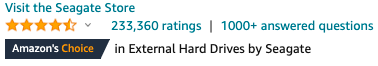 Visit the Seagate Store
233,360 ratings | 1000+ answered questions
Amazon's Choice in External Hard Drives by Seagate